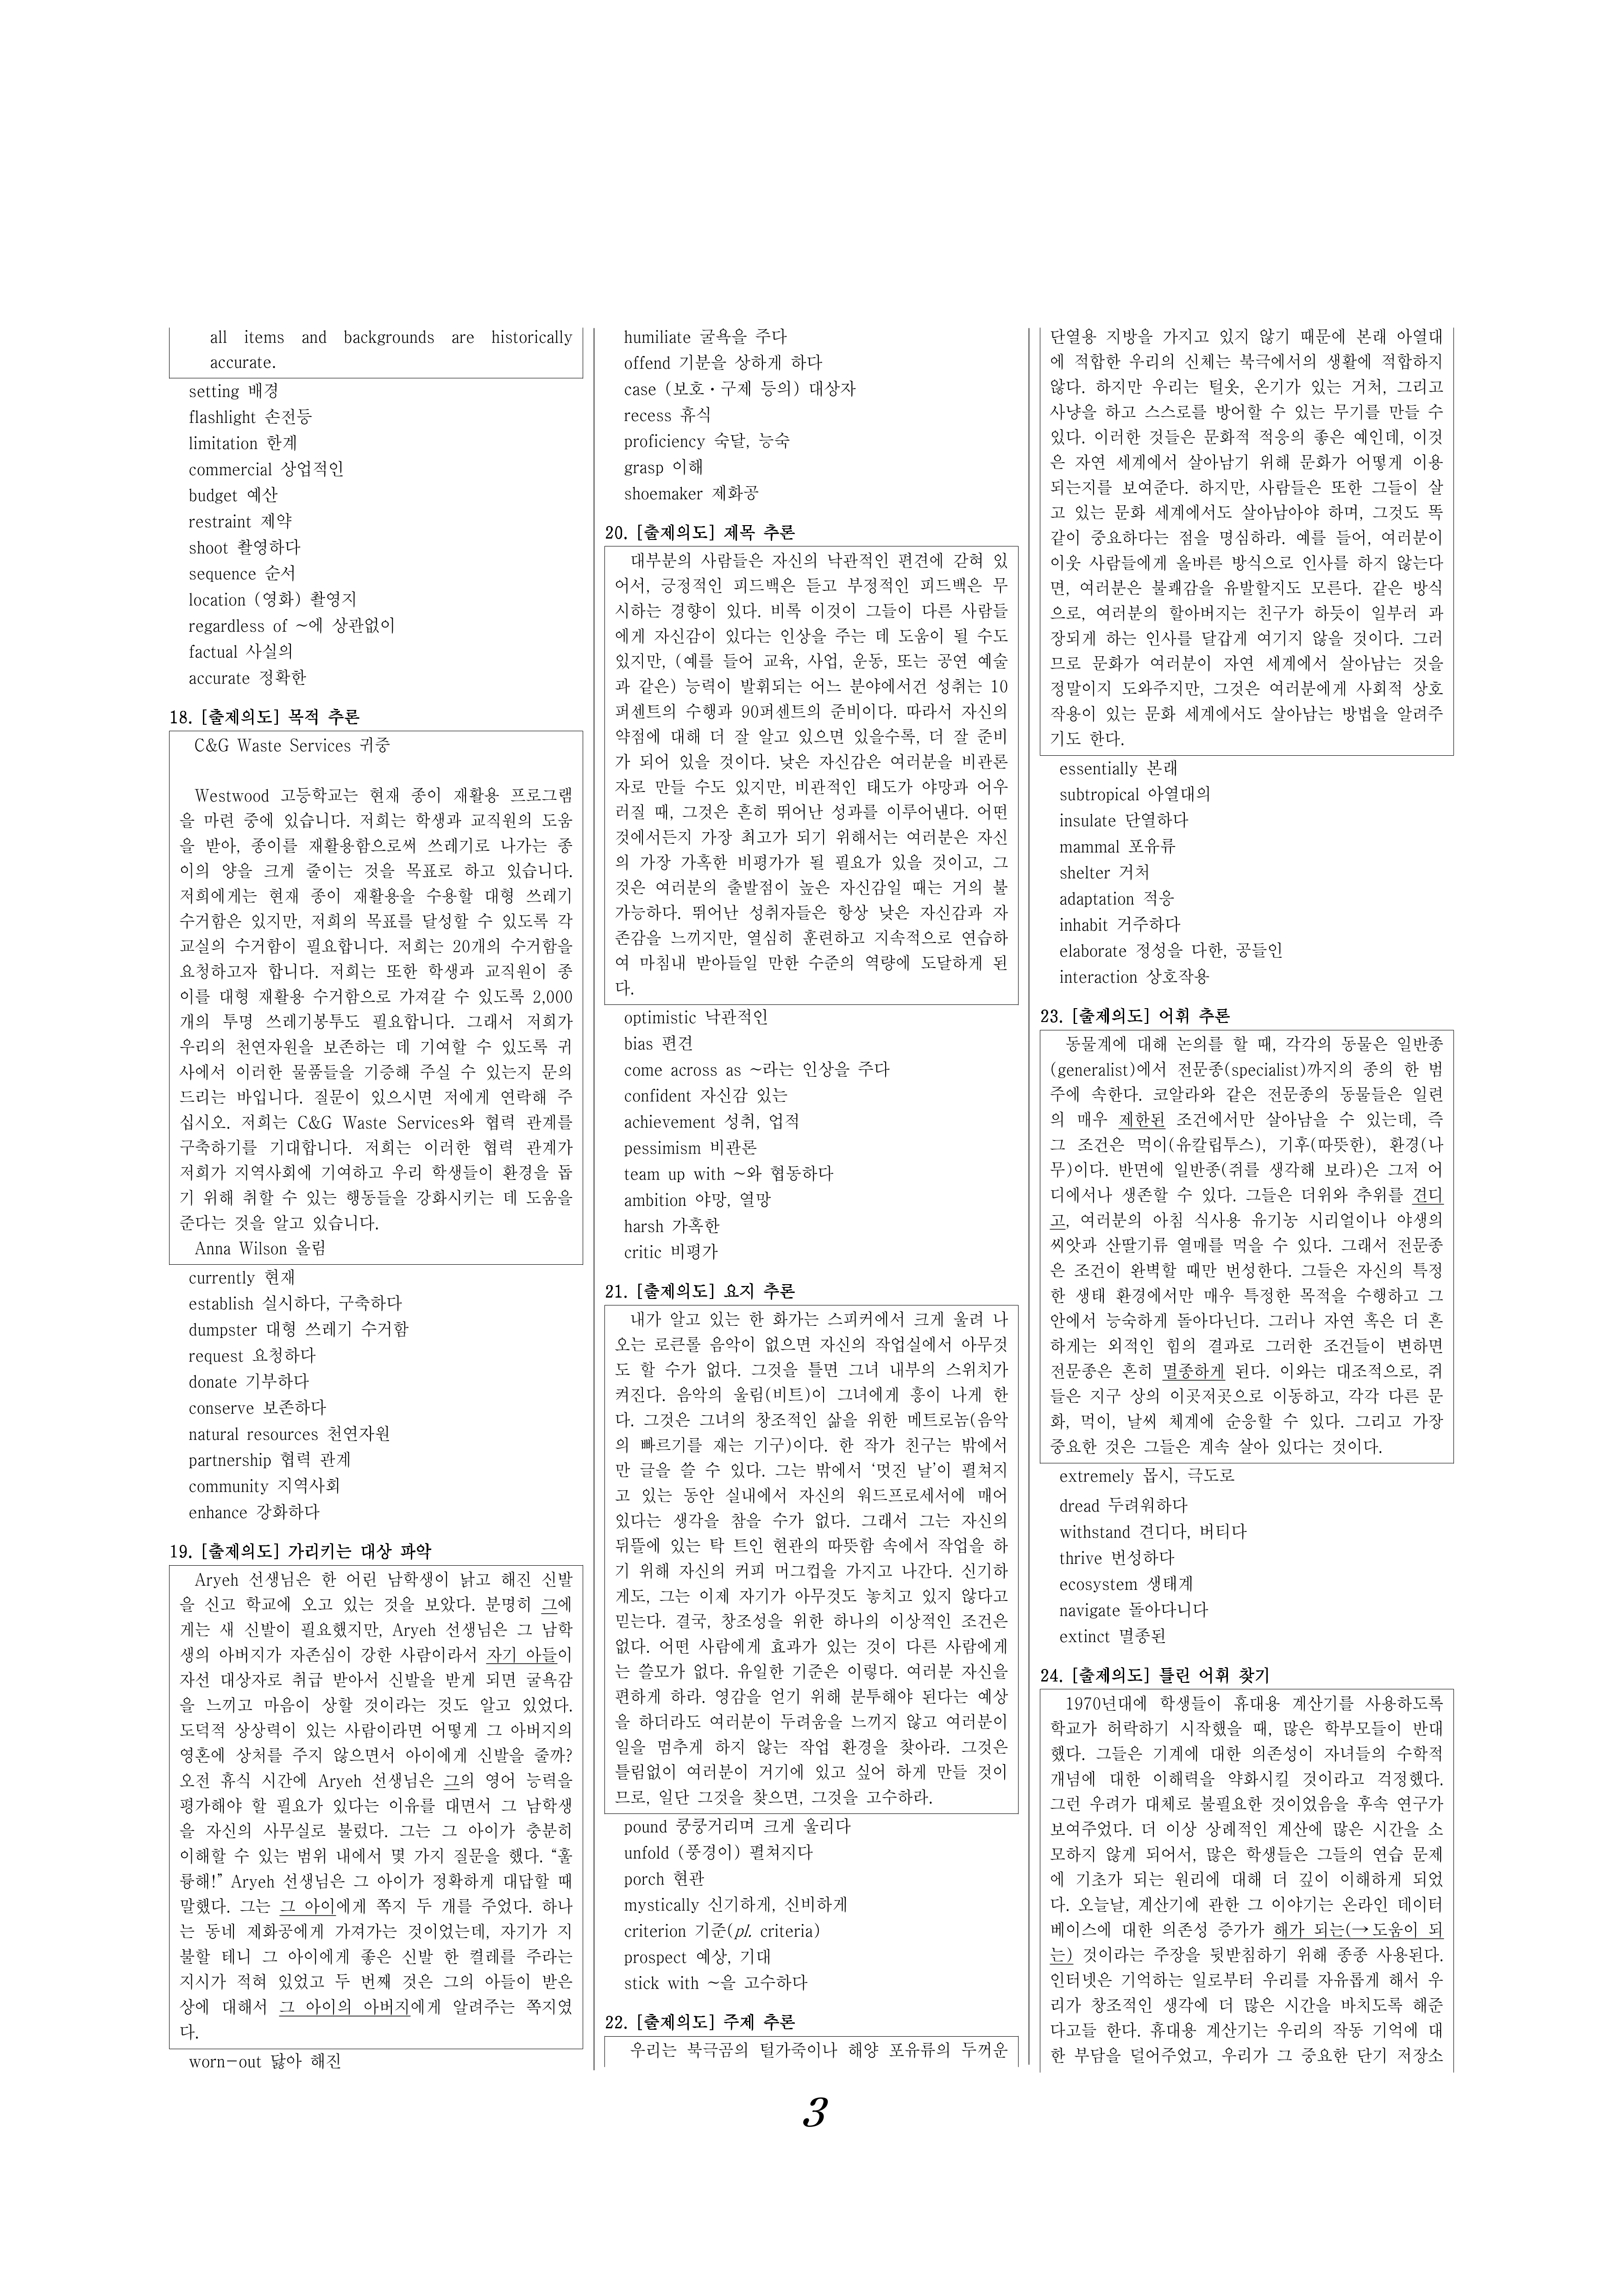 all items and backgrounds are historically
accurate.
setting 배경
flashlight 손전등
limitation 한계
commercial 상업적인
budget 예산
restraint 제약
shoot 촬영하다
sequence 순서
location (영화) 촬영지
regardless of ~에 상관없이
factual 사실의
accurate 정확한
18. [출제의도] 목적 추론
C&G Waste Services 귀중
Westwood 고등학교는 현재 종이 재활용 프로그램
을 마련 중에 있습니다. 저희는 학생과 교직원의 도움
을 받아, 종이를 재활용함으로써 쓰레기로 나가는 종
이의 양을 크게 줄이는 것을 목표로 하고 있습니다.
저희에게는 현재 종이 재활용을 수용할 대형 쓰레기
수거함은 있지만, 저희의 목표를 달성할 수 있도록 각
교실의 수거함이 필요합니다. 저희는 20개의 수거함을
요청하고자 합니다. 저희는 또한 학생과 교직원이 종
이를 대형 재활용 수거함으로 가져갈 수 있도록 2,000
개의 투명 쓰레기봉투도 필요합니다. 그래서 저희가
우리의 천연자원을 보존하는 데 기여할 수 있도록 귀
사에서 이러한 물품들을 기증해 주실 수 있는지 문의
드리는 바입니다. 질문이 있으시면 저에게 연락해 주
십시오. 저희는 C&G Waste Services와 협력 관계를
구축하기를 기대합니다. 저희는 이러한 협력 관계가
저희가 지역사회에 기여하고 우리 학생들이 환경을 돕
기 위해 취할 수 있는 행동들을 강화시키는 데 도움을
준다는 것을 알고 있습니다.
Anna Wilson 올림
currently 현재
establish 실시하다, 구축하다
dumpster 대형 쓰레기 수거함
request 요청하다
donate 기부하다
conserve 보존하다
natural resources 천연자원
partnership 협력 관계
community 지역사회
enhance 강화하다
19. [출제의도] 가리키는 대상 파악
Aryeh 선생님은 한 어린 남학생이 낡고 해진 신발
을 신고 학교에 오고 있는 것을 보았다. 분명히 그에
게는 새 신발이 필요했지만, Aryeh 선생님은 그 남학
생의 아버지가 자존심이 강한 사람이라서 자기 아들이
자선 대상자로 취급 받아서 신발을 받게 되면 굴욕감
을 느끼고 마음이 상할 것이라는 것도 알고 있었다.
도덕적 상상력이 있는 사람이라면 어떻게 그 아버지의
영혼에 상처를 주지 않으면서 아이에게 신발을 줄까?
오전 휴식 시간에 Aryeh 선생님은 그의 영어 능력을
평가해야 할 필요가 있다는 이유를 대면서 그 남학생
을 자신의 사무실로 불렀다. 그는 그 아이가 충분히
이해할 수 있는 범위 내에서 몇 가지 질문을 했다. “훌
륭해!” Aryeh 선생님은 그 아이가 정확하게 대답할 때
말했다. 그는 그 아이에게 쪽지 두 개를 주었다. 하나
는 동네 제화공에게 가져가는 것이었는데, 자기가 지
불할 테니 그 아이에게 좋은 신발 한 켤레를 주라는
지시가 적혀 있었고 두 번째 것은 그의 아들이 받은
상에 대해서 그 아이의 아버지에게 알려주는 쪽지였
다.
worn-out 닳아 해진
humiliate 굴욕을 주다
offend 기분을 상하게 하다
case (보호·구제 등의) 대상자
recess 휴식
proficiency 숙달, 능숙
grasp 이해
shoemaker 제화공
20. [출제의도] 제목 추론
대부분의 사람들은 자신의 낙관적인 편견에 갇혀 있
어서, 긍정적인 피드백은 듣고 부정적인 피드백은 무
시하는 경향이 있다. 비록 이것이 그들이 다른 사람들
에게 자신감이 있다는 인상을 주는 데 도움이 될 수도
있지만, (예를 들어 교육, 사업, 운동, 또는 공연 예술
과 같은) 능력이 발휘되는 어느 분야에서건 성취는 10
퍼센트의 수행과 90퍼센트의 준비이다. 따라서 자신의
약점에 대해 더 잘 알고 있으면 있을수록, 더 잘 준비
가 되어 있을 것이다. 낮은 자신감은 여러분을 비관론
자로 만들 수도 있지만, 비관적인 태도가 야망과 어우
러질 때, 그것은 흔히 뛰어난 성과를 이루어낸다. 어떤
것에서든지 가장 최고가 되기 위해서는 여러분은 자신
의 가장 가혹한 비평가가 될 필요가 있을 것이고, 그
것은 여러분의 출발점이 높은 자신감일 때는 거의 불
가능하다. 뛰어난 성취자들은 항상 낮은 자신감과 자
존감을 느끼지만, 열심히 훈련하고 지속적으로 연습하
여 마침내 받아들일 만한 수준의 역량에 도달하게 된
다.
optimistic 낙관적인
bias 편견
come across as ~라는 인상을 주다
confident 자신감 있는
achievement 성취, 업적
pessimism 비관론
team up with ~와 협동하다
ambition 야망, 열망
harsh 가혹한
critic 비평가
21. [출제의도] 요지 추론
내가 알고 있는 한 화가는 스피커에서 크게 울려 나
오는 로큰롤 음악이 없으면 자신의 작업실에서 아무것
도 할 수가 없다. 그것을 틀면 그녀 내부의 스위치가
켜진다. 음악의 울림(비트)이 그녀에게 흥이 나게 한
다. 그것은 그녀의 창조적인 삶을 위한 메트로놈(음악
의 빠르기를 재는 기구)이다. 한 작가 친구는 밖에서
만 글을 쓸 수 있다. 그는 밖에서 ‘멋진 날’이 펼쳐지
고 있는 동안 실내에서 자신의 워드프로세서에 매어
있다는 생각을 참을 수가 없다. 그래서 그는 자신의
뒤뜰에 있는 탁 트인 현관의 따뜻함 속에서 작업을 하
기 위해 자신의 커피 머그컵을 가지고 나간다. 신기하
게도, 그는 이제 자기가 아무것도 놓치고 있지 않다고
믿는다. 결국, 창조성을 위한 하나의 이상적인 조건은
없다. 어떤 사람에게 효과가 있는 것이 다른 사람에게
는 쓸모가 없다. 유일한 기준은 이렇다. 여러분 자신을
편하게 하라. 영감을 얻기 위해 분투해야 된다는 예상
을 하더라도 여러분이 두려움을 느끼지 않고 여러분이
일을 멈추게 하지 않는 작업 환경을 찾아라. 그것은
틀림없이 여러분이 거기에 있고 싶어 하게 만들 것이
므로, 일단 그것을 찾으면, 그것을 고수하라.
pound 쿵쿵거리며 크게 울리다
unfold (풍경이) 펼쳐지다
porch 현관
mystically 신기하게, 신비하게
criterion 기준(pl. criteria)
prospect 예상, 기대
stick with ~을 고수하다
22. [출제의도] 주제 추론
우리는 북극곰의 털가죽이나 해양 포유류의 두꺼운
단열용 지방을 가지고 있지 않기 때문에 본래 아열대
에 적합한 우리의 신체는 북극에서의 생활에 적합하지
않다. 하지만 우리는 털옷, 온기가 있는 거처, 그리고
사냥을 하고 스스로를 방어할 수 있는 무기를 만들 수
있다. 이러한 것들은 문화적 적응의 좋은 예인데, 이것
은 자연 세계에서 살아남기 위해 문화가 어떻게 이용
되는지를 보여준다. 하지만, 사람들은 또한 그들이 살
고 있는 문화 세계에서도 살아남아야 하며, 그것도 똑
같이 중요하다는 점을 명심하라. 예를 들어, 여러분이
이웃 사람들에게 올바른 방식으로 인사를 하지 않는다
면, 여러분은 불쾌감을 유발할지도 모른다. 같은 방식
으로, 여러분의 할아버지는 친구가 하듯이 일부러 과
장되게 하는 인사를 달갑게 여기지 않을 것이다. 그러
므로 문화가 여러분이 자연 세계에서 살아남는 것을
정말이지 도와주지만, 그것은 여러분에게 사회적 상호
작용이 있는 문화 세계에서도 살아남는 방법을 알려주
기도 한다.
essentially 본래
subtropical 아열대의
insulate 단열하다
mammal 포유류
shelter 거처
adaptation 적응
inhabit 거주하다
elaborate 정성을 다한, 공들인
interaction 상호작용
23. [출제의도] 어휘 추론
동물계에 대해 논의를 할 때, 각각의 동물은 일반종
(generalist)에서 전문종(specialist)까지의 종의 한 범
주에 속한다. 코알라와 같은 전문종의 동물들은 일련
의 매우 제한된 조건에서만 살아남을 수 있는데, 즉
그 조건은 먹이(유칼립투스), 기후(따뜻한), 환경(나
무)이다. 반면에 일반종(쥐를 생각해 보라)은 그저 어
디에서나 생존할 수 있다. 그들은 더위와 추위를 견디
고, 여러분의 아침 식사용 유기농 시리얼이나 야생의
씨앗과 산딸기류 열매를 먹을 수 있다. 그래서 전문종
은 조건이 완벽할 때만 번성한다. 그들은 자신의 특정
한 생태 환경에서만 매우 특정한 목적을 수행하고 그
안에서 능숙하게 돌아다닌다. 그러나 자연 혹은 더 흔
하게는 외적인 힘의 결과로 그러한 조건들이 변하면
전문종은 흔히 멸종하게 된다. 이와는 대조적으로, 쥐
들은 지구 상의 이곳저곳으로 이동하고, 각각 다른 문
화, 먹이, 날씨 체계에 순응할 수 있다. 그리고 가장
중요한 것은 그들은 계속 살아 있다는 것이다.
extremely 몹시, 극도로
dread 두려워하다
withstand 견디다, 버티다
thrive 번성하다
ecosystem 생태계
navigate 돌아다니다
extinct 멸종된
24. [출제의도] 틀린 어휘 찾기
1970년대에 학생들이 휴대용 계산기를 사용하도록
학교가 허락하기 시작했을 때, 많은 학부모들이 반대
했다. 그들은 기계에 대한 의존성이 자녀들의 수학적
개념에 대한 이해력을 약화시킬 것이라고 걱정했다.
그런 우려가 대체로 불필요한 것이었음을 후속 연구가
보여주었다. 더 이상 상례적인 계산에 많은 시간을 소
모하지 않게 되어서, 많은 학생들은 그들의 연습 문제
에 기초가 되는 원리에 대해 더 깊이 이해하게 되었
다. 오늘날, 계산기에 관한 그 이야기는 온라인 데이터
베이스에 대한 의존성 증가가 해가 되는(→도움이 되
는) 것이라는 주장을 뒷받침하기 위해 종종 사용된다.
인터넷은 기억하는 일로부터 우리를 자유롭게 해서 우
리가 창조적인 생각에 더 많은 시간을 바치도록 해준
다고들 한다. 휴대용 계산기는 우리의 작동 기억에 대
한 부담을 덜어주었고, 우리가 그 중요한 단기 저장소
3